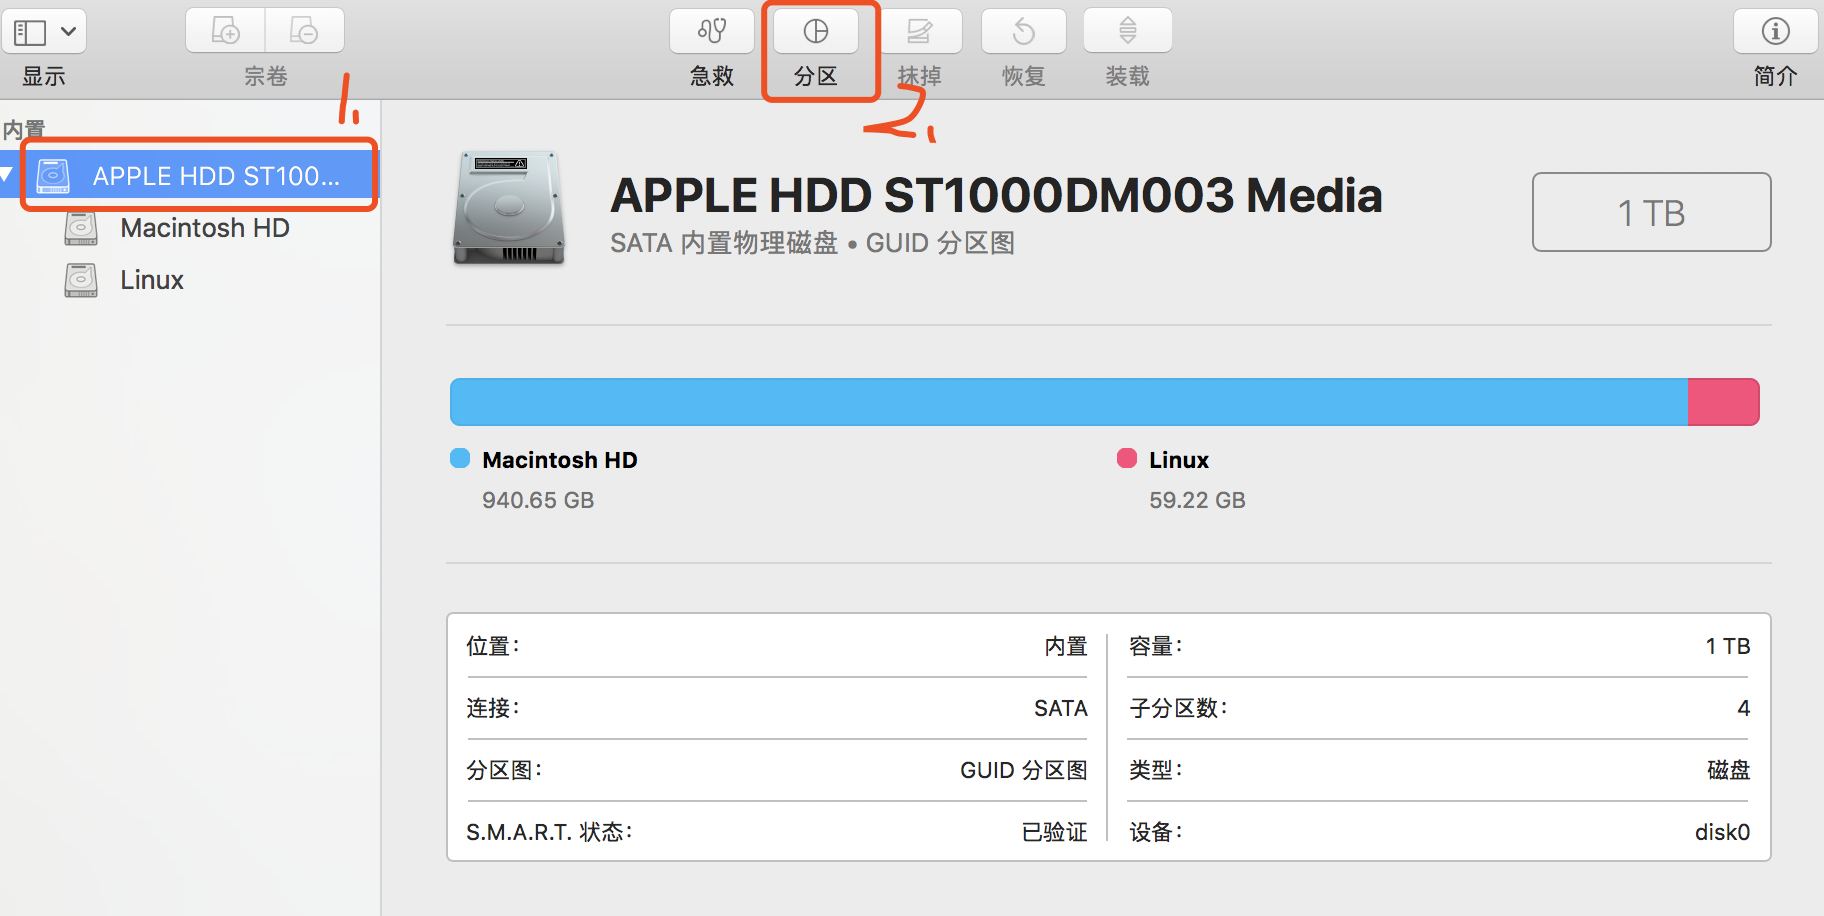 显示
宗卷
急救
分区
抹掉
恢复
装载
简介
1.
2.
内置
APPLE HDD ST100...
Macintosh HD
Linux
APPLE HDD ST1000DM003 Media
SATA 内置物理磁盘 • GUID 分区图
1 TB
Macintosh HD
940.65 GB
Linux
59.22 GB
位置： 内置
容量： 1 TB
连接： SATA
子分区数： 4
分区图： GUID 分区图
类型： 磁盘
S.M.A.R.T. 状态： 已验证
设备： disk0